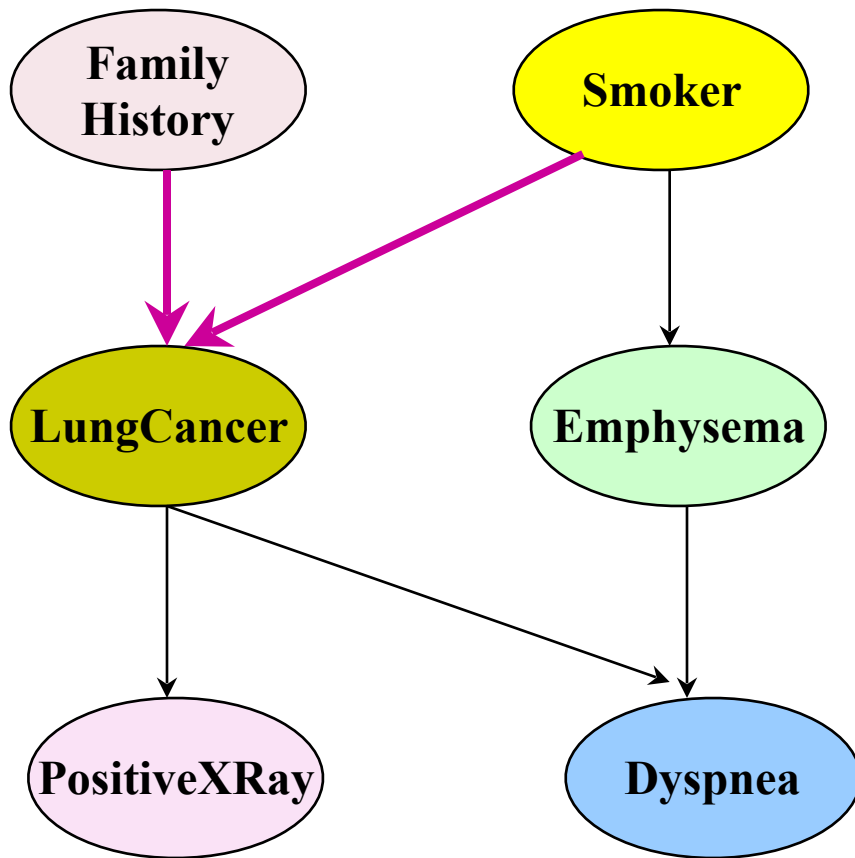 Family
History
Smoker
LungCancer
Emphysema
PositiveXRay
Dyspnea